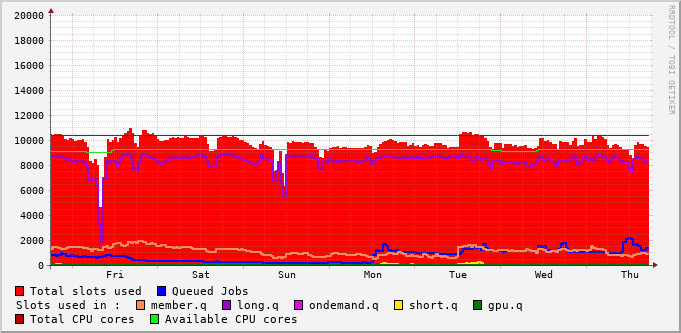 20000
18000
16000
14000
12000
10000
8000
6000
4000
2000
0
Fri Sat Sun Mon Tue Wed Thu
Total slots used Queued Jobs
Slots used in : member.q long.q ondemand.q short.q gpu.q
Total CPU cores Available CPU cores
RRDTOOL / TOBI OETIKER